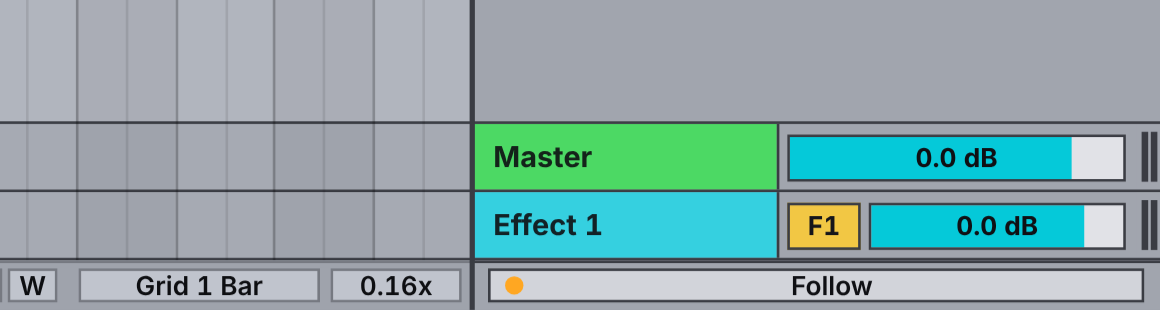 Master
0.0 dB
Effect 1
F1
0.0 dB
W
Grid 1 Bar
0.16x
Follow